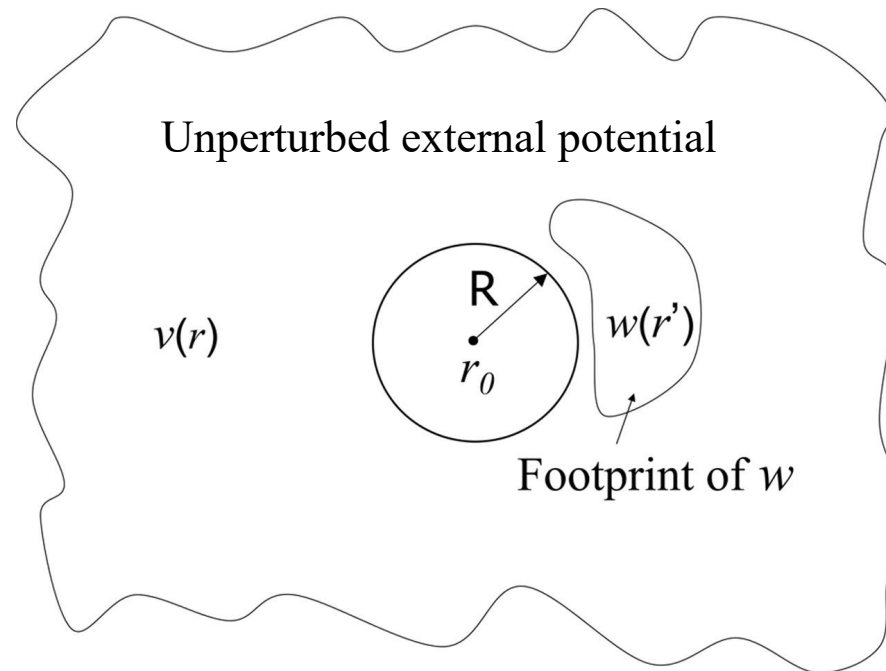 Unperturbed external potential
R
v(r)
w(r’)
r0
Footprint of w